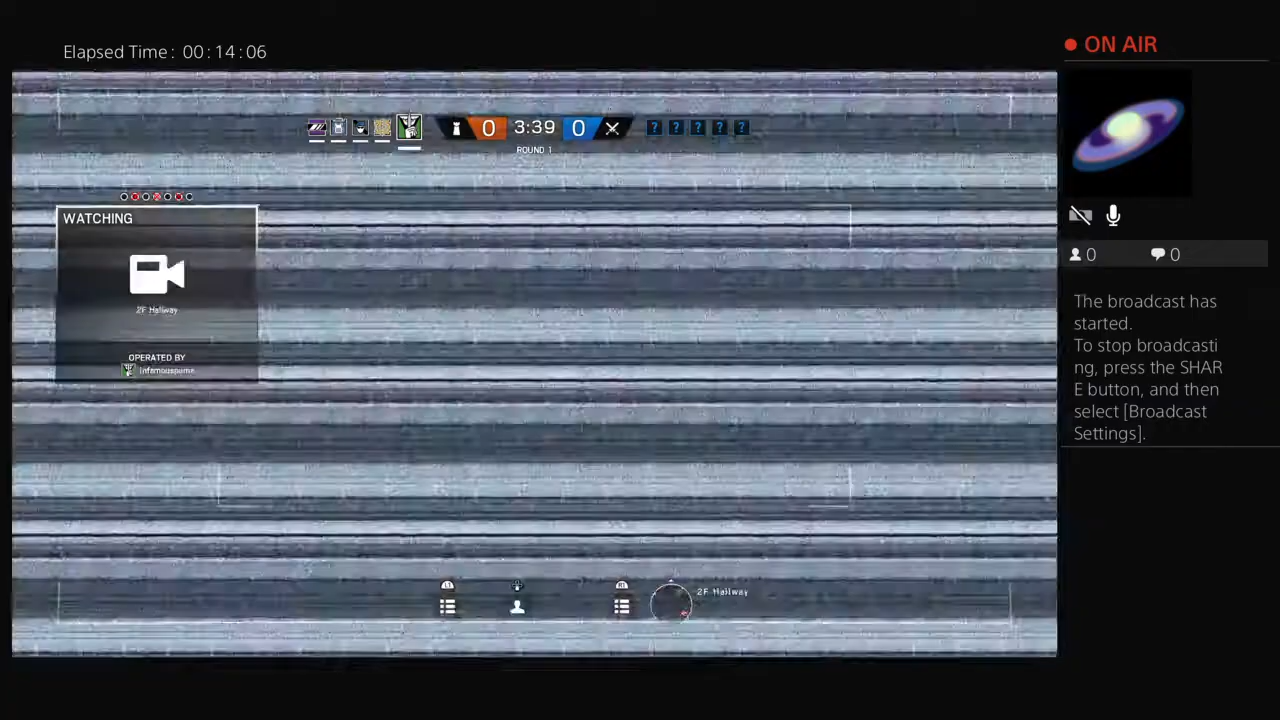 Elapsed Time: 00:14:06
ON AIR
0 3:39 0
? ? ? ? ?
ROUND 1
WATCHING
2F Hallway
OPERATED BY
0 0
The broadcast has
started.
To stop broadcasti
ng, press the SHAR
E button, and then
select [Broadcast
Settings].
L1
R1
2F Hallway